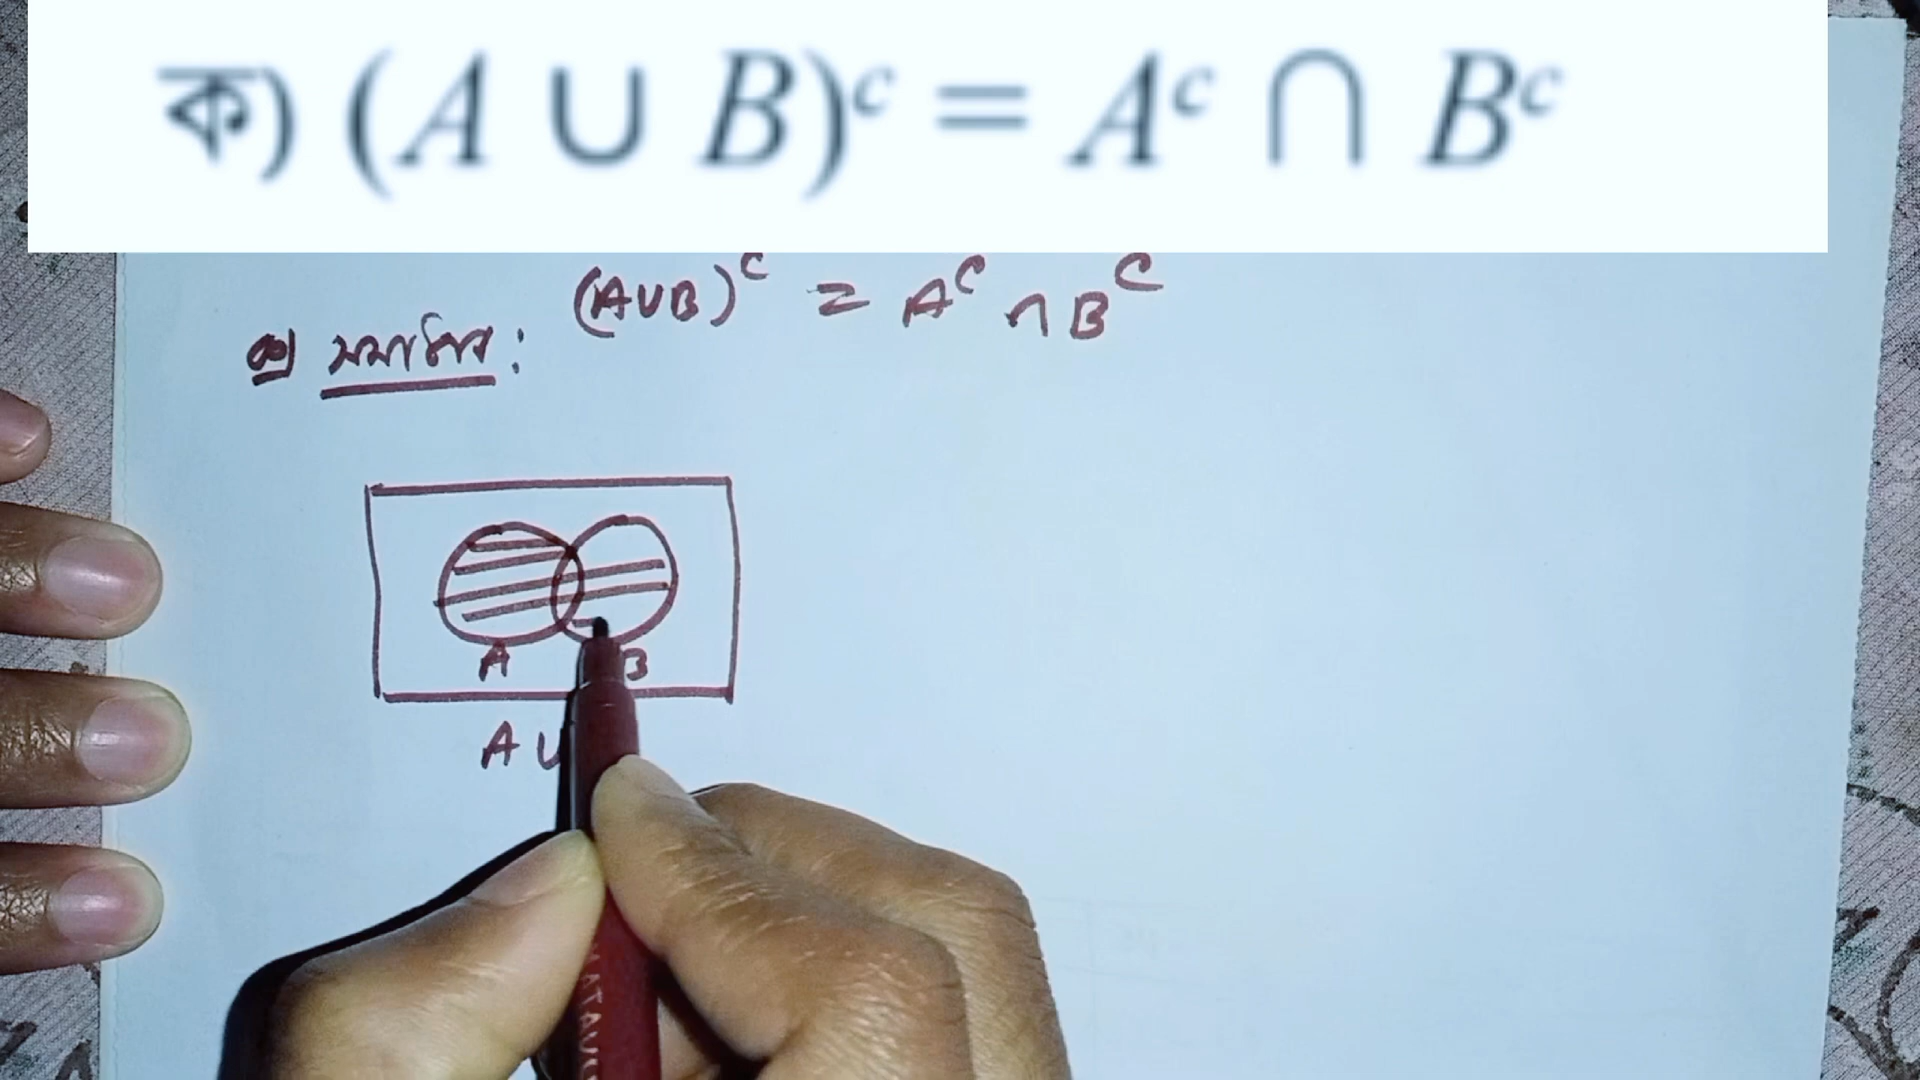 ক) (A ∪ B)ᶜ = Aᶜ ∩ Bᶜ
(A∪B)ᶜ = Aᶜ ∩ Bᶜ
ক) সমাধান:
A B
A ∪